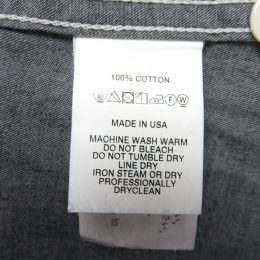 100% COTTON
MADE IN USA
MACHINE WASH WARM
DO NOT BLEACH
DO NOT TUMBLE DRY
LINE DRY
IRON STEAM OR DRY
PROFESSIONALLY
DRYCLEAN